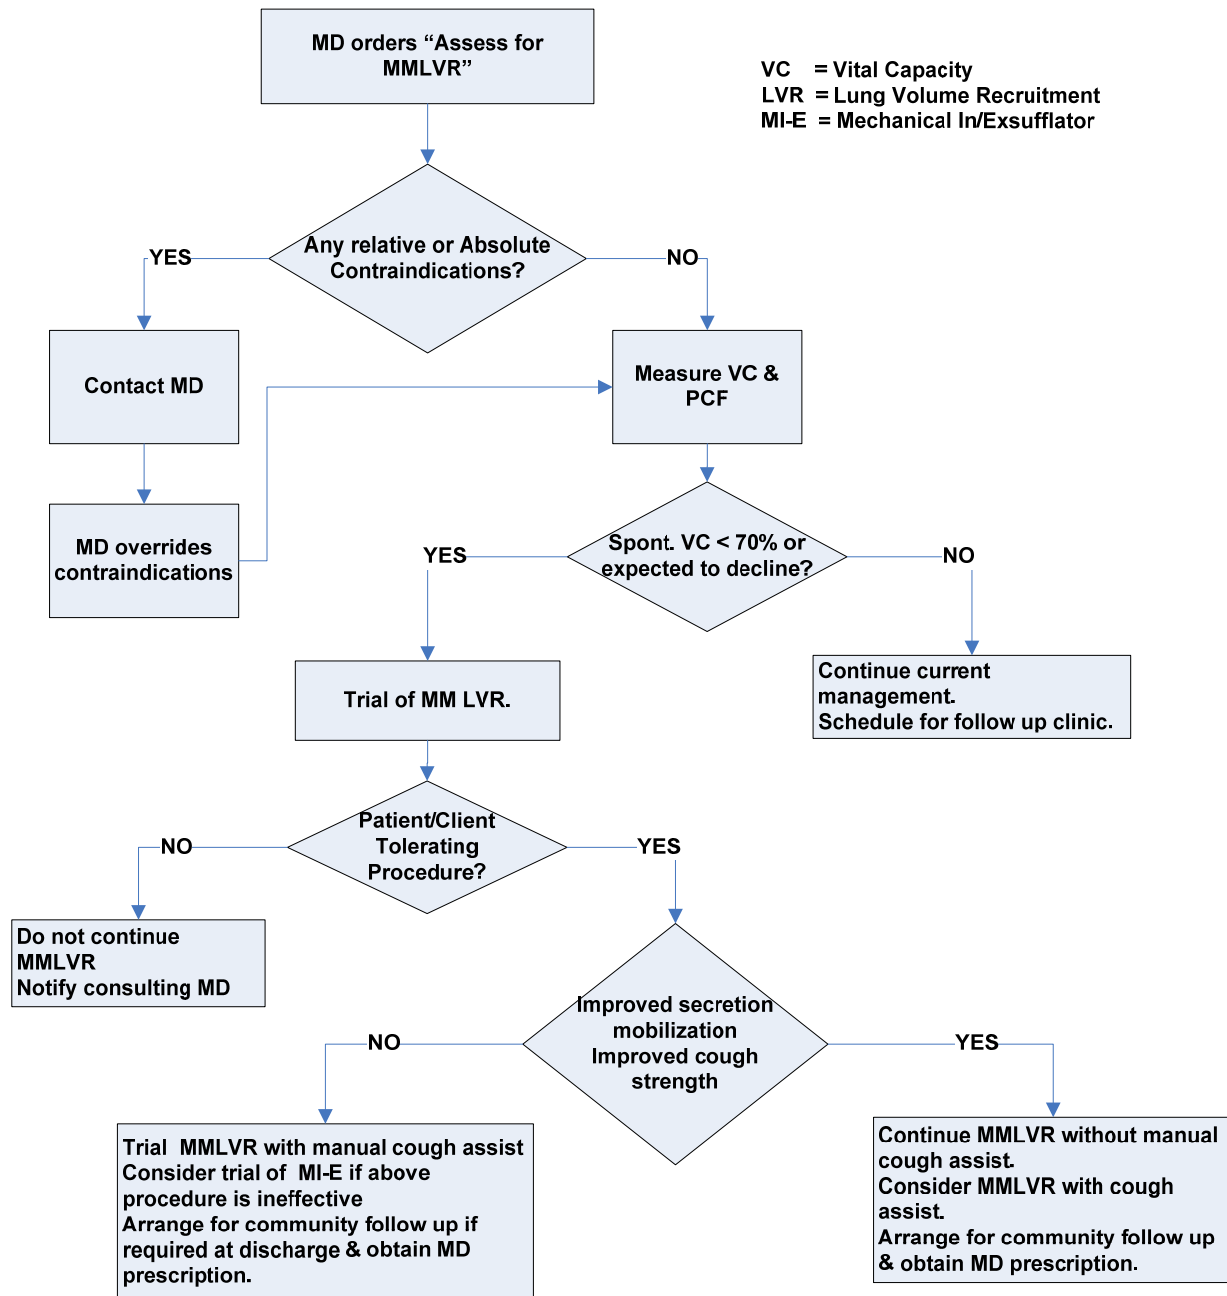 MD orders “Assess for
MMLVR”
VC = Vital Capacity
LVR = Lung Volume Recruitment
MI-E = Mechanical In/Exsufflator
Any relative or Absolute
Contraindications?
YES
NO
Contact MD
Measure VC &
PCF
MD overrides
contraindications
Spont. VC < 70% or
expected to decline?
YES
NO
Trial of MM LVR.
Continue current
management.
Schedule for follow up clinic.
Patient/Client
Tolerating
Procedure?
NO
YES
Do not continue
MMLVR
Notify consulting MD
Improved secretion
mobilization
Improved cough
strength
NO
YES
Trial MMLVR with manual cough assist
Consider trial of MI-E if above
procedure is ineffective
Arrange for community follow up if
required at discharge & obtain MD
prescription.
Continue MMLVR without manual
cough assist.
Consider MMLVR with cough
assist.
Arrange for community follow up
& obtain MD prescription.